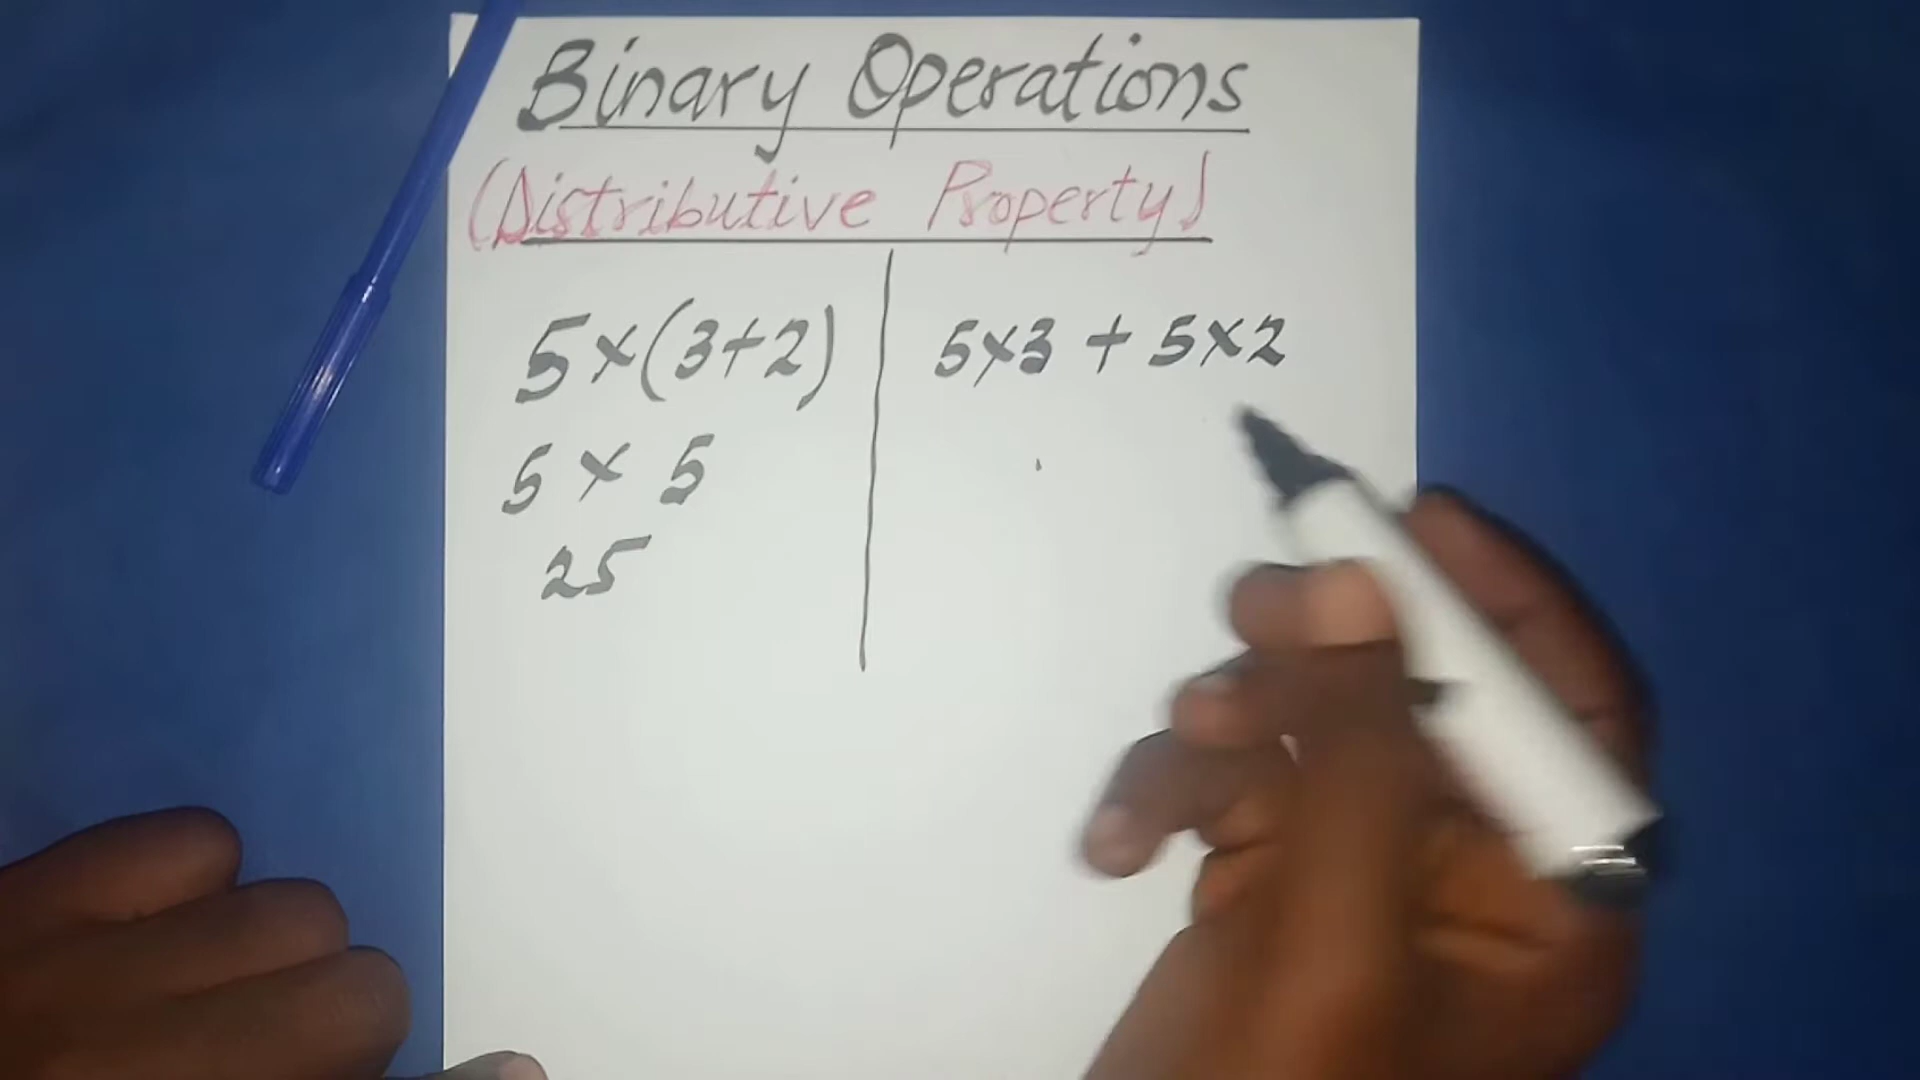 Binary Operations
(Distributive Property)
5×(3+2)
5 × 5
25
5×3 + 5×2